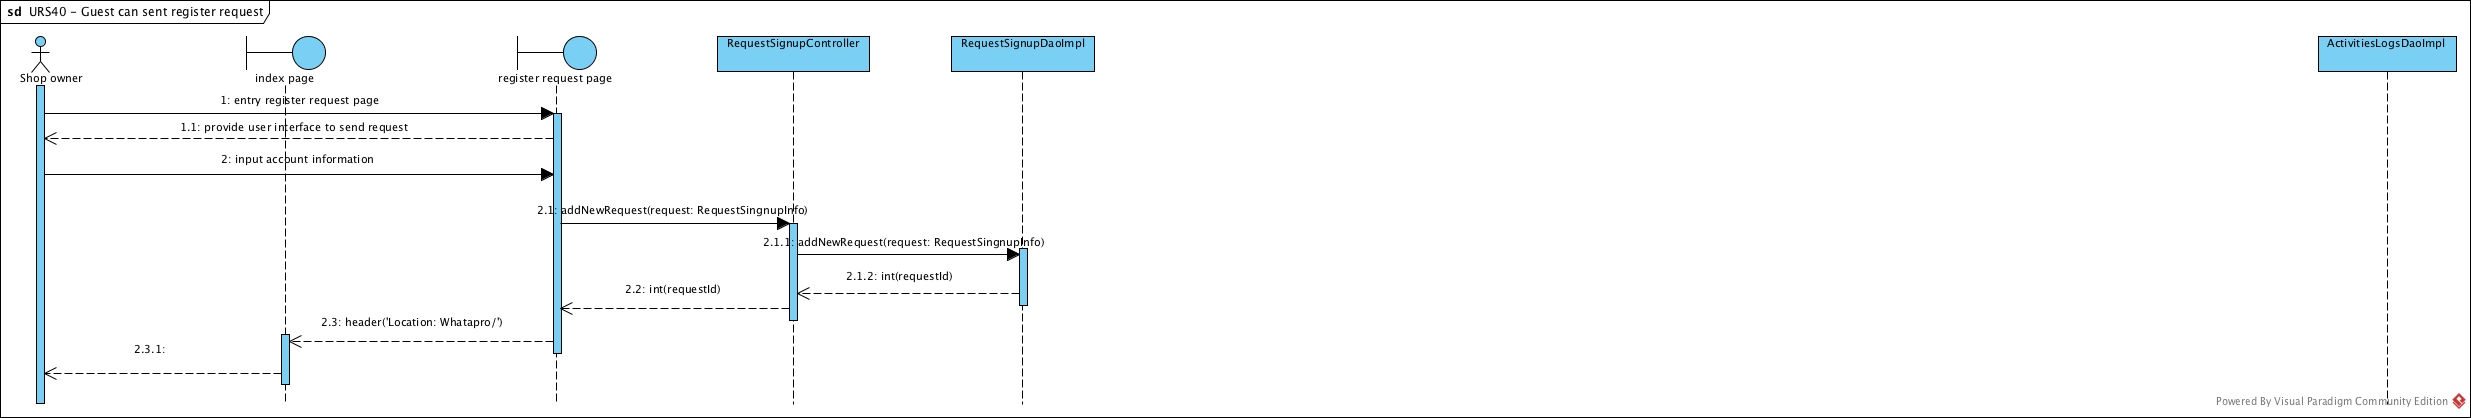 sd URS40 - Guest can sent register request
RequestSignupController
RequestSignupDaoImpl
ActivitiesLogsDaoImpl
Shop owner
index page
register request page
1: entry register request page
1.1: provide user interface to send request
2: input account information
2.1: addNewRequest(request: RequestSingnupInfo)
2.1.1: addNewRequest(request: RequestSingnupInfo)
2.1.2: int(requestId)
2.2: int(requestId)
2.3: header('Location: Whatapro/')
2.3.1:
Powered By Visual Paradigm Community Edition